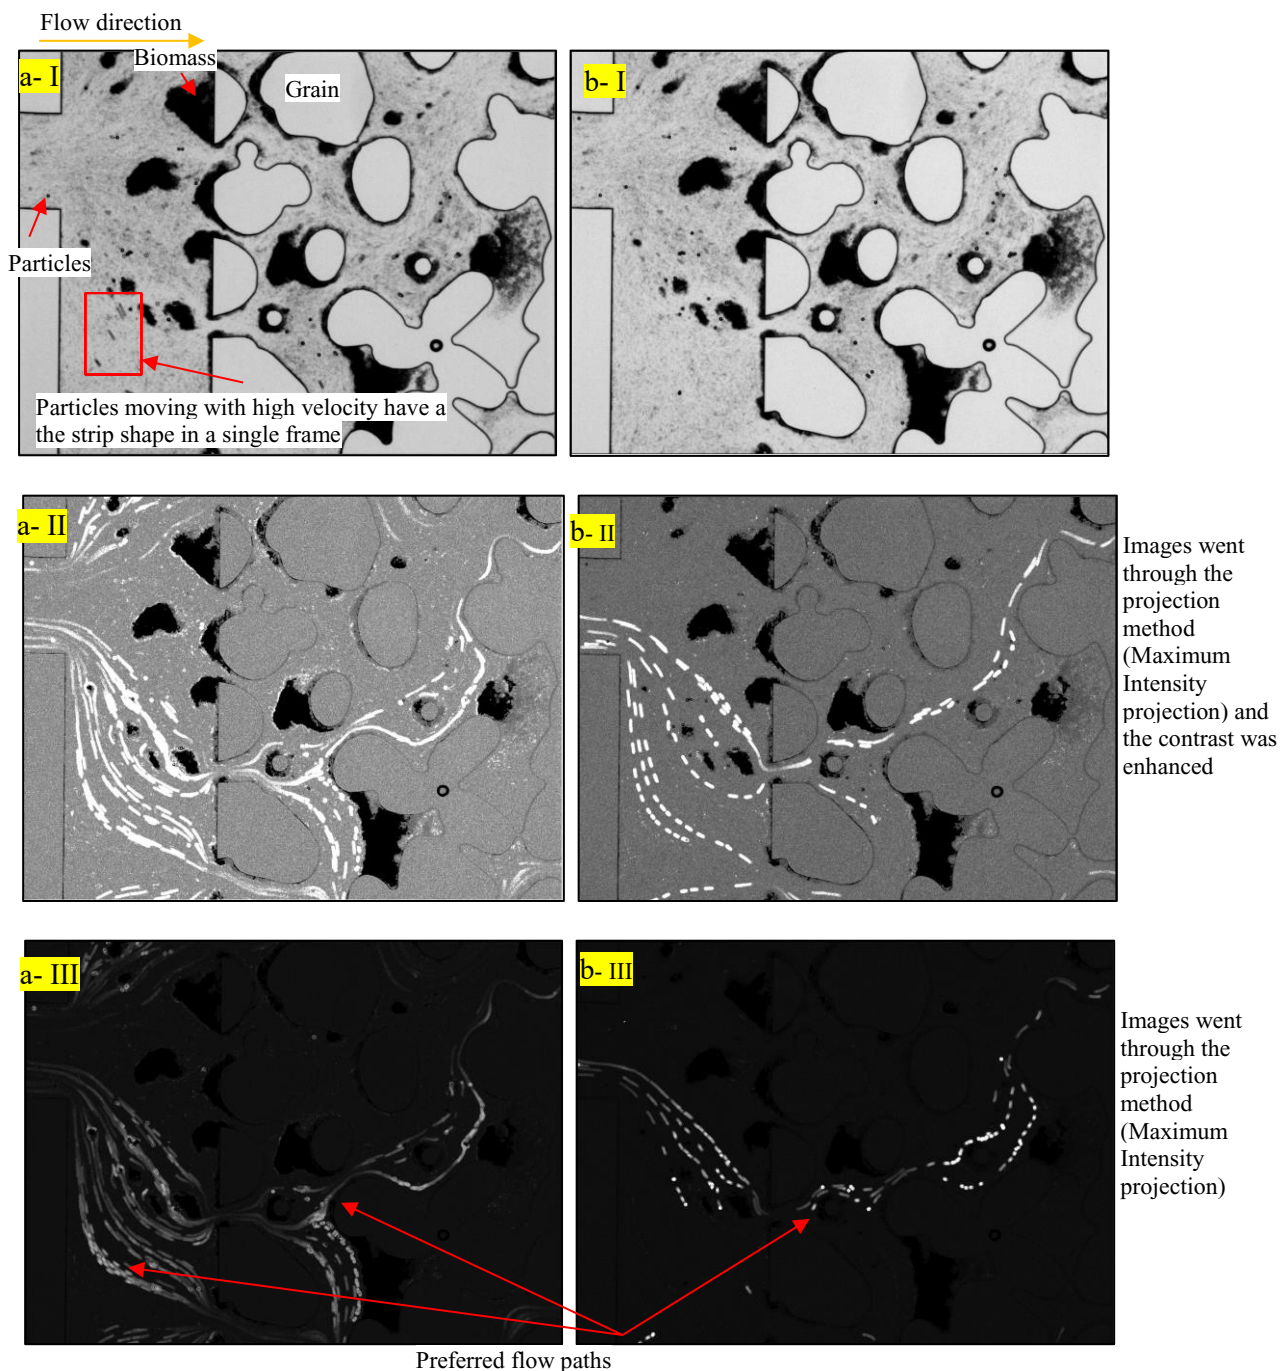 Flow direction
Biomass
a- I
Grain
b- I
Particles
Particles moving with high velocity have a
the strip shape in a single frame
a- II
b- II
Images went
through the
projection
method
(Maximum
Intensity
projection) and
the contrast was
enhanced
a- III
b- III
Images went
through the
projection
method
(Maximum
Intensity
projection)
Preferred flow paths